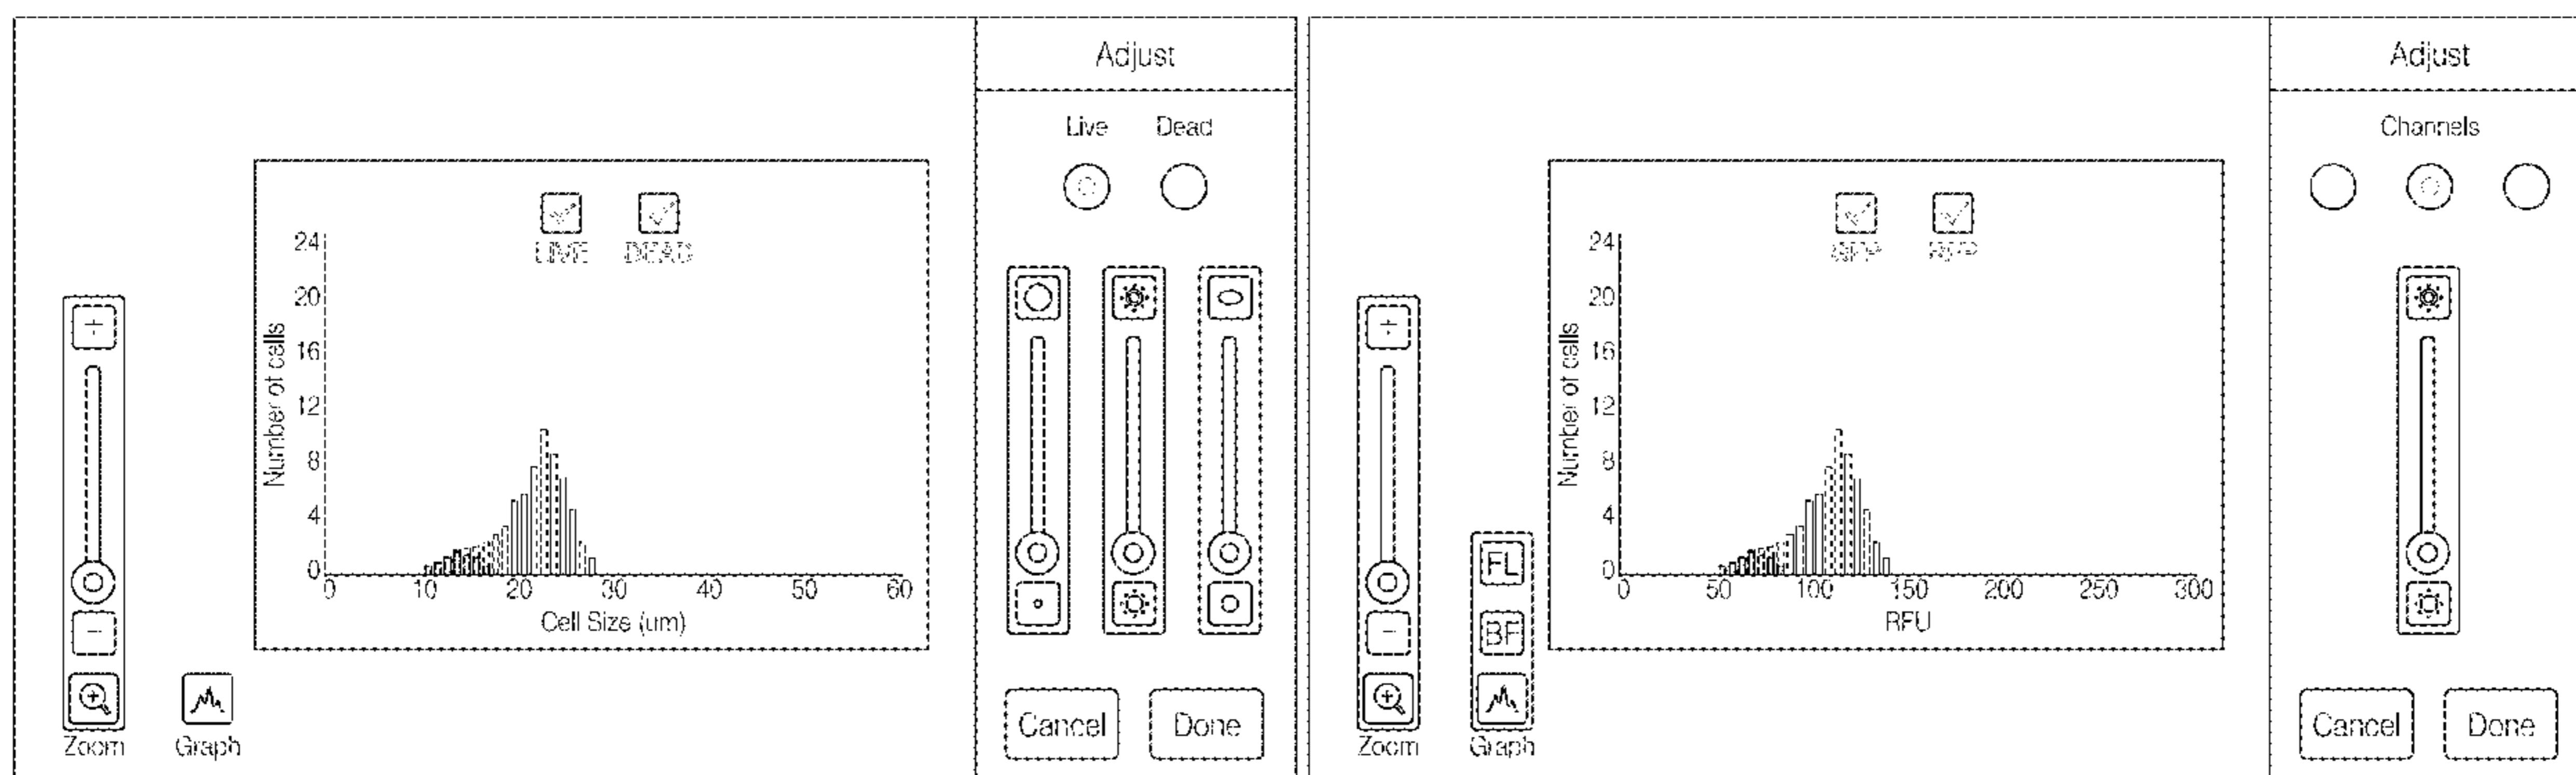 Adjust
Live Dead
LIVE DEAD
24
20
16
12
8
4
0
Number of cells
0 10 20 30 40 50 60
Cell Size (um)
Zoom
Graph
Cancel Done
Adjust
Channels
GFP RFP
24
20
16
12
8
4
0
Number of cells
0 50 100 150 200 250 300
RFU
FL
BF
Zoom
Graph
Cancel Done